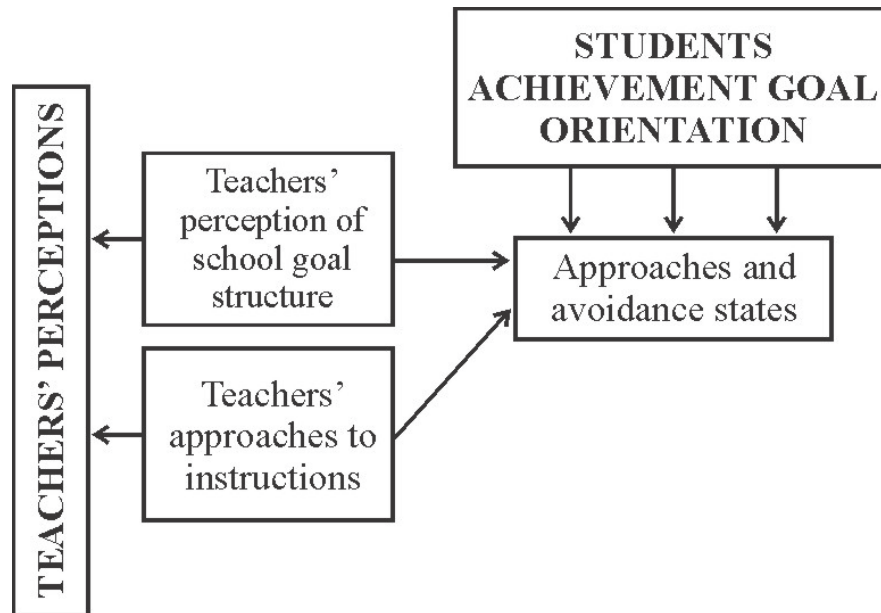 TEACHERS' PERCEPTIONS
Teachers'
perception of
school goal
structure
Teachers'
approaches to
instructions
STUDENTS
ACHIEVEMENT GOAL
ORIENTATION
Approaches and
avoidance states